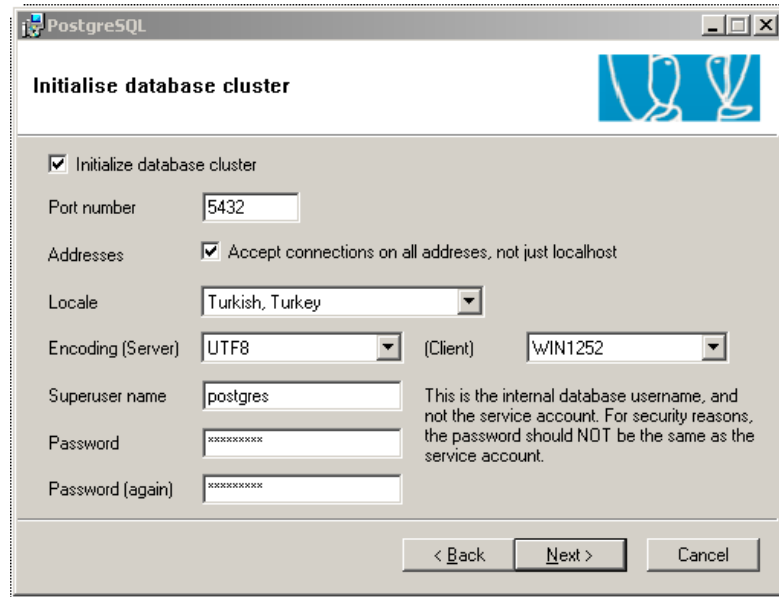 PostgreSQL
Initialise database cluster
Initialize database cluster
Port number 5432
Addresses Accept connections on all addreses, not just localhost
Locale Turkish, Turkey
Encoding (Server) UTF8 (Client) WIN1252
Superuser name postgres
This is the internal database username, and
not the service account. For security reasons,
the password should NOT be the same as the
service account.
Password xxxxxxxxx
Password (again) xxxxxxxxx
< Back Next > Cancel